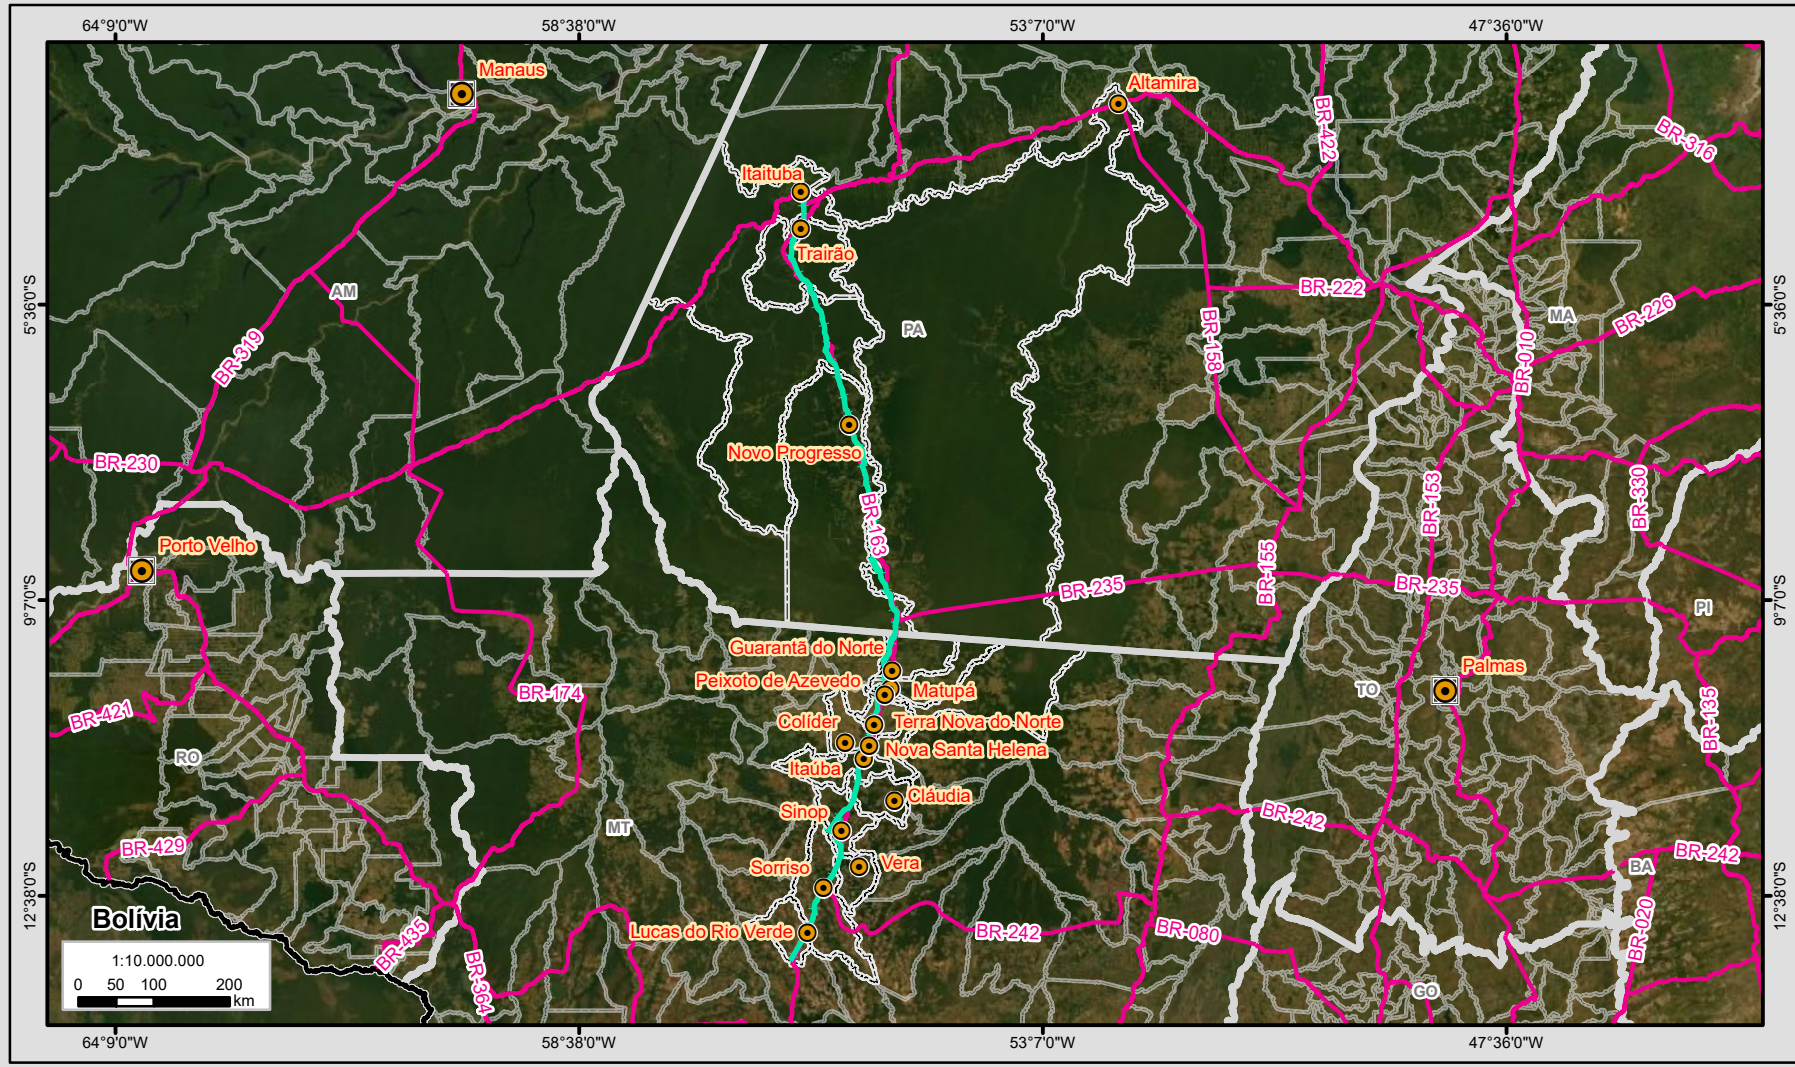 64°9'0"W
58°38'0"W
53°7'0"W
47°36'0"W
Manaus
Altamira
BR-422
BR-316
Itaituba
Trairão
AM
5°36'0"S
5°36'0"S
BR-222
PA
MA
BR-226
BR-319
BR-158
BR-010
Novo Progresso
BR-230
BR-163
BR-153
BR-330
Porto Velho
BR-155
BR-235
BR-235
9°7'0"S
9°7'0"S
PI
Guarantã do Norte
Peixoto de Azevedo
Matupá
Palmas
TO
BR-174
BR-421
Colíder
Terra Nova do Norte
BR-135
RO
Nova Santa Helena
Itaúba
Cláudia
Sinop
MT
BR-242
BR-429
Sorriso
Vera
BR-242
BA
12°38'0"S
12°38'0"S
Bolívia
Lucas do Rio Verde
BR-242
BR-080
BR-020
BR-435
BR-364
GO
1:10.000.000
0 50 100 200
km
64°9'0"W
58°38'0"W
53°7'0"W
47°36'0"W